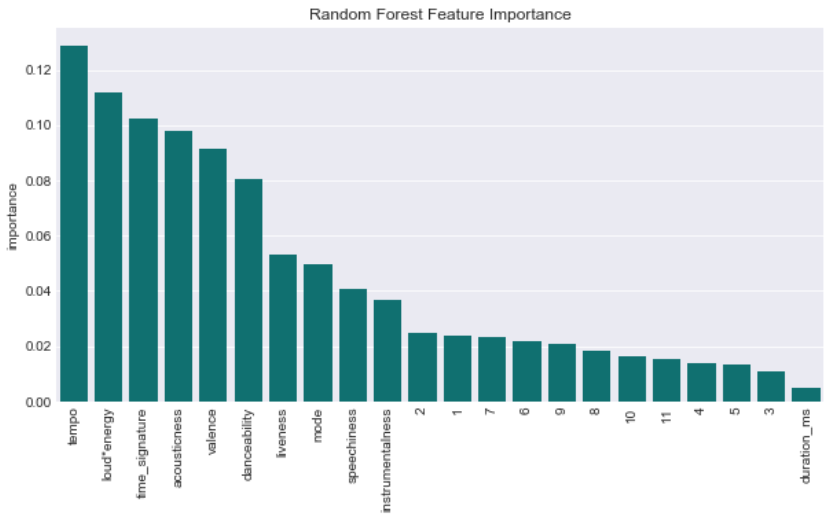 Random Forest Feature Importance
importance
0.12
0.10
0.08
0.06
0.04
0.02
0.00
tempo
loud*energy
time_signature
acousticness
valence
danceability
liveness
mode
speechiness
instrumentalness
2
1
7
6
9
8
10
11
4
5
3
duration_ms